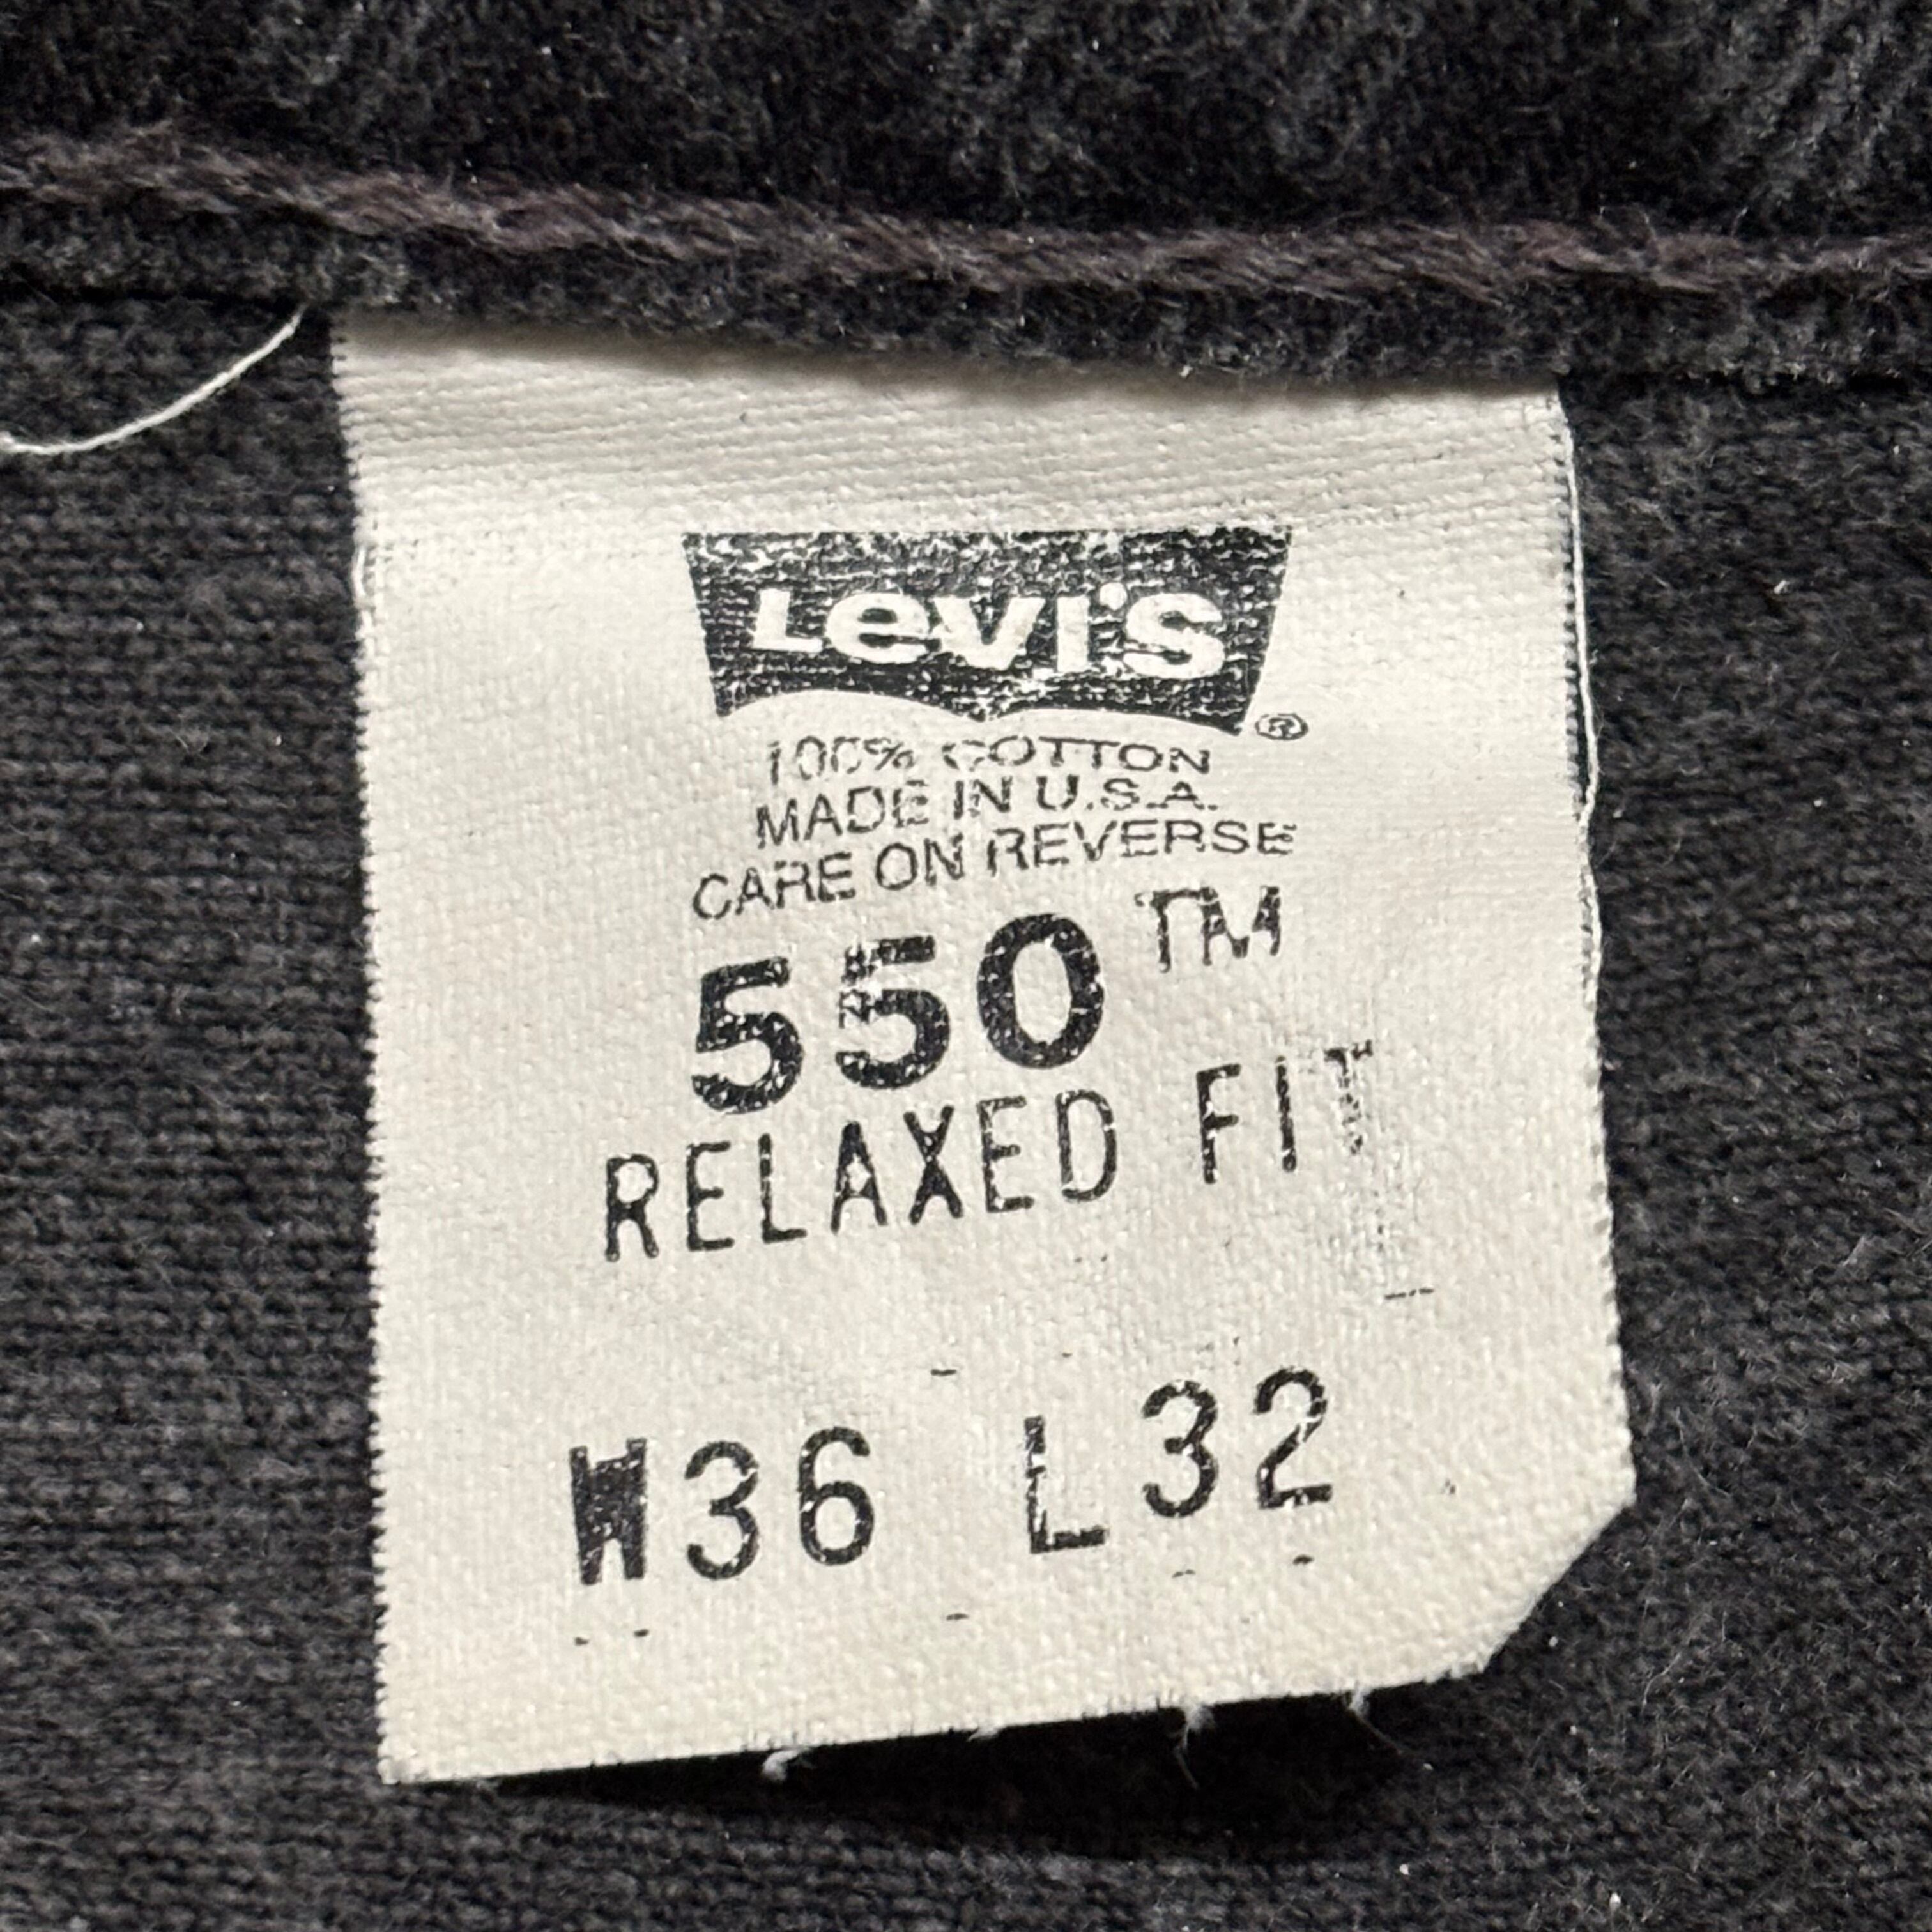 Levi's ®
100% COTTON
MADE IN U.S.A.
CARE ON REVERSE
550 ™
RELAXED FIT
W36 L32